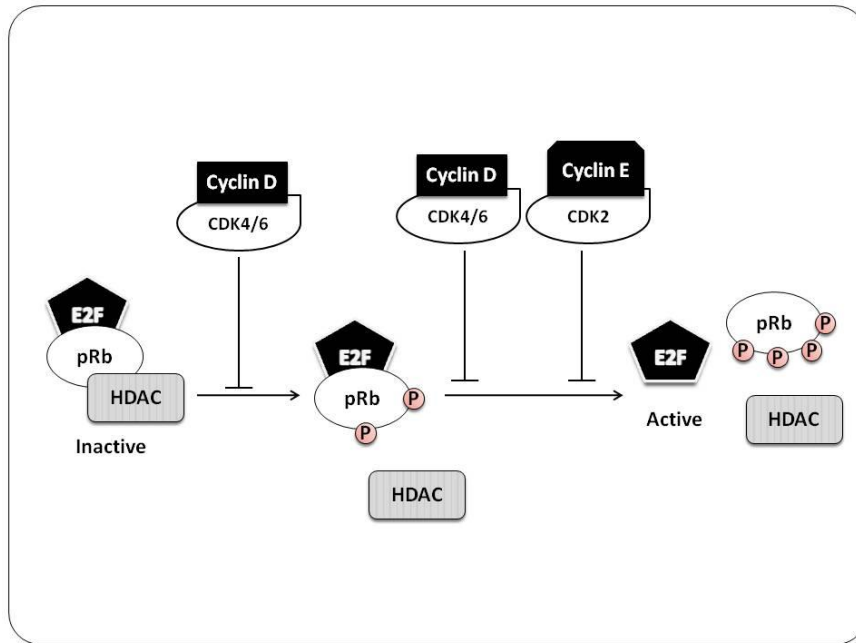 Cyclin D
CDK4/6
Cyclin D
CDK4/6
Cyclin E
CDK2
E2F
pRb
HDAC
Inactive
E2F
pRb
P
P
HDAC
E2F
Active
pRb
P
P
P
P
HDAC